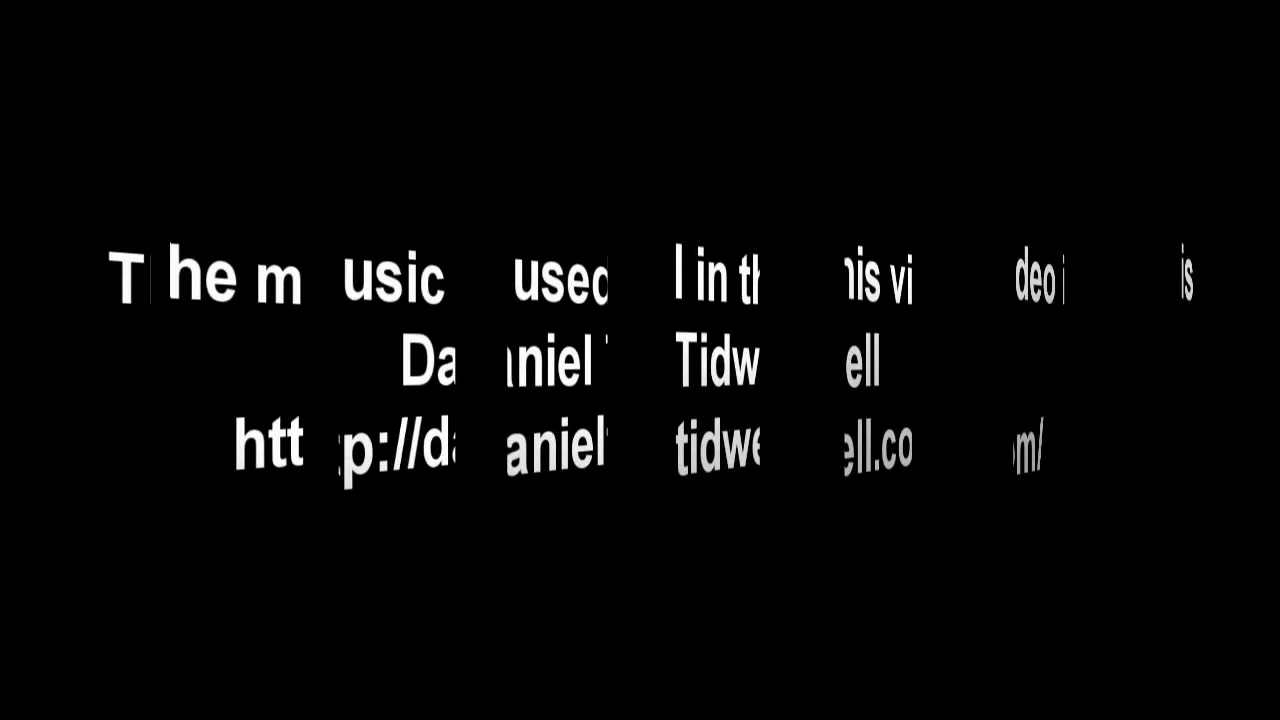 The music used in this video is
Daniel Tidwell
http://danieltidwell.com/